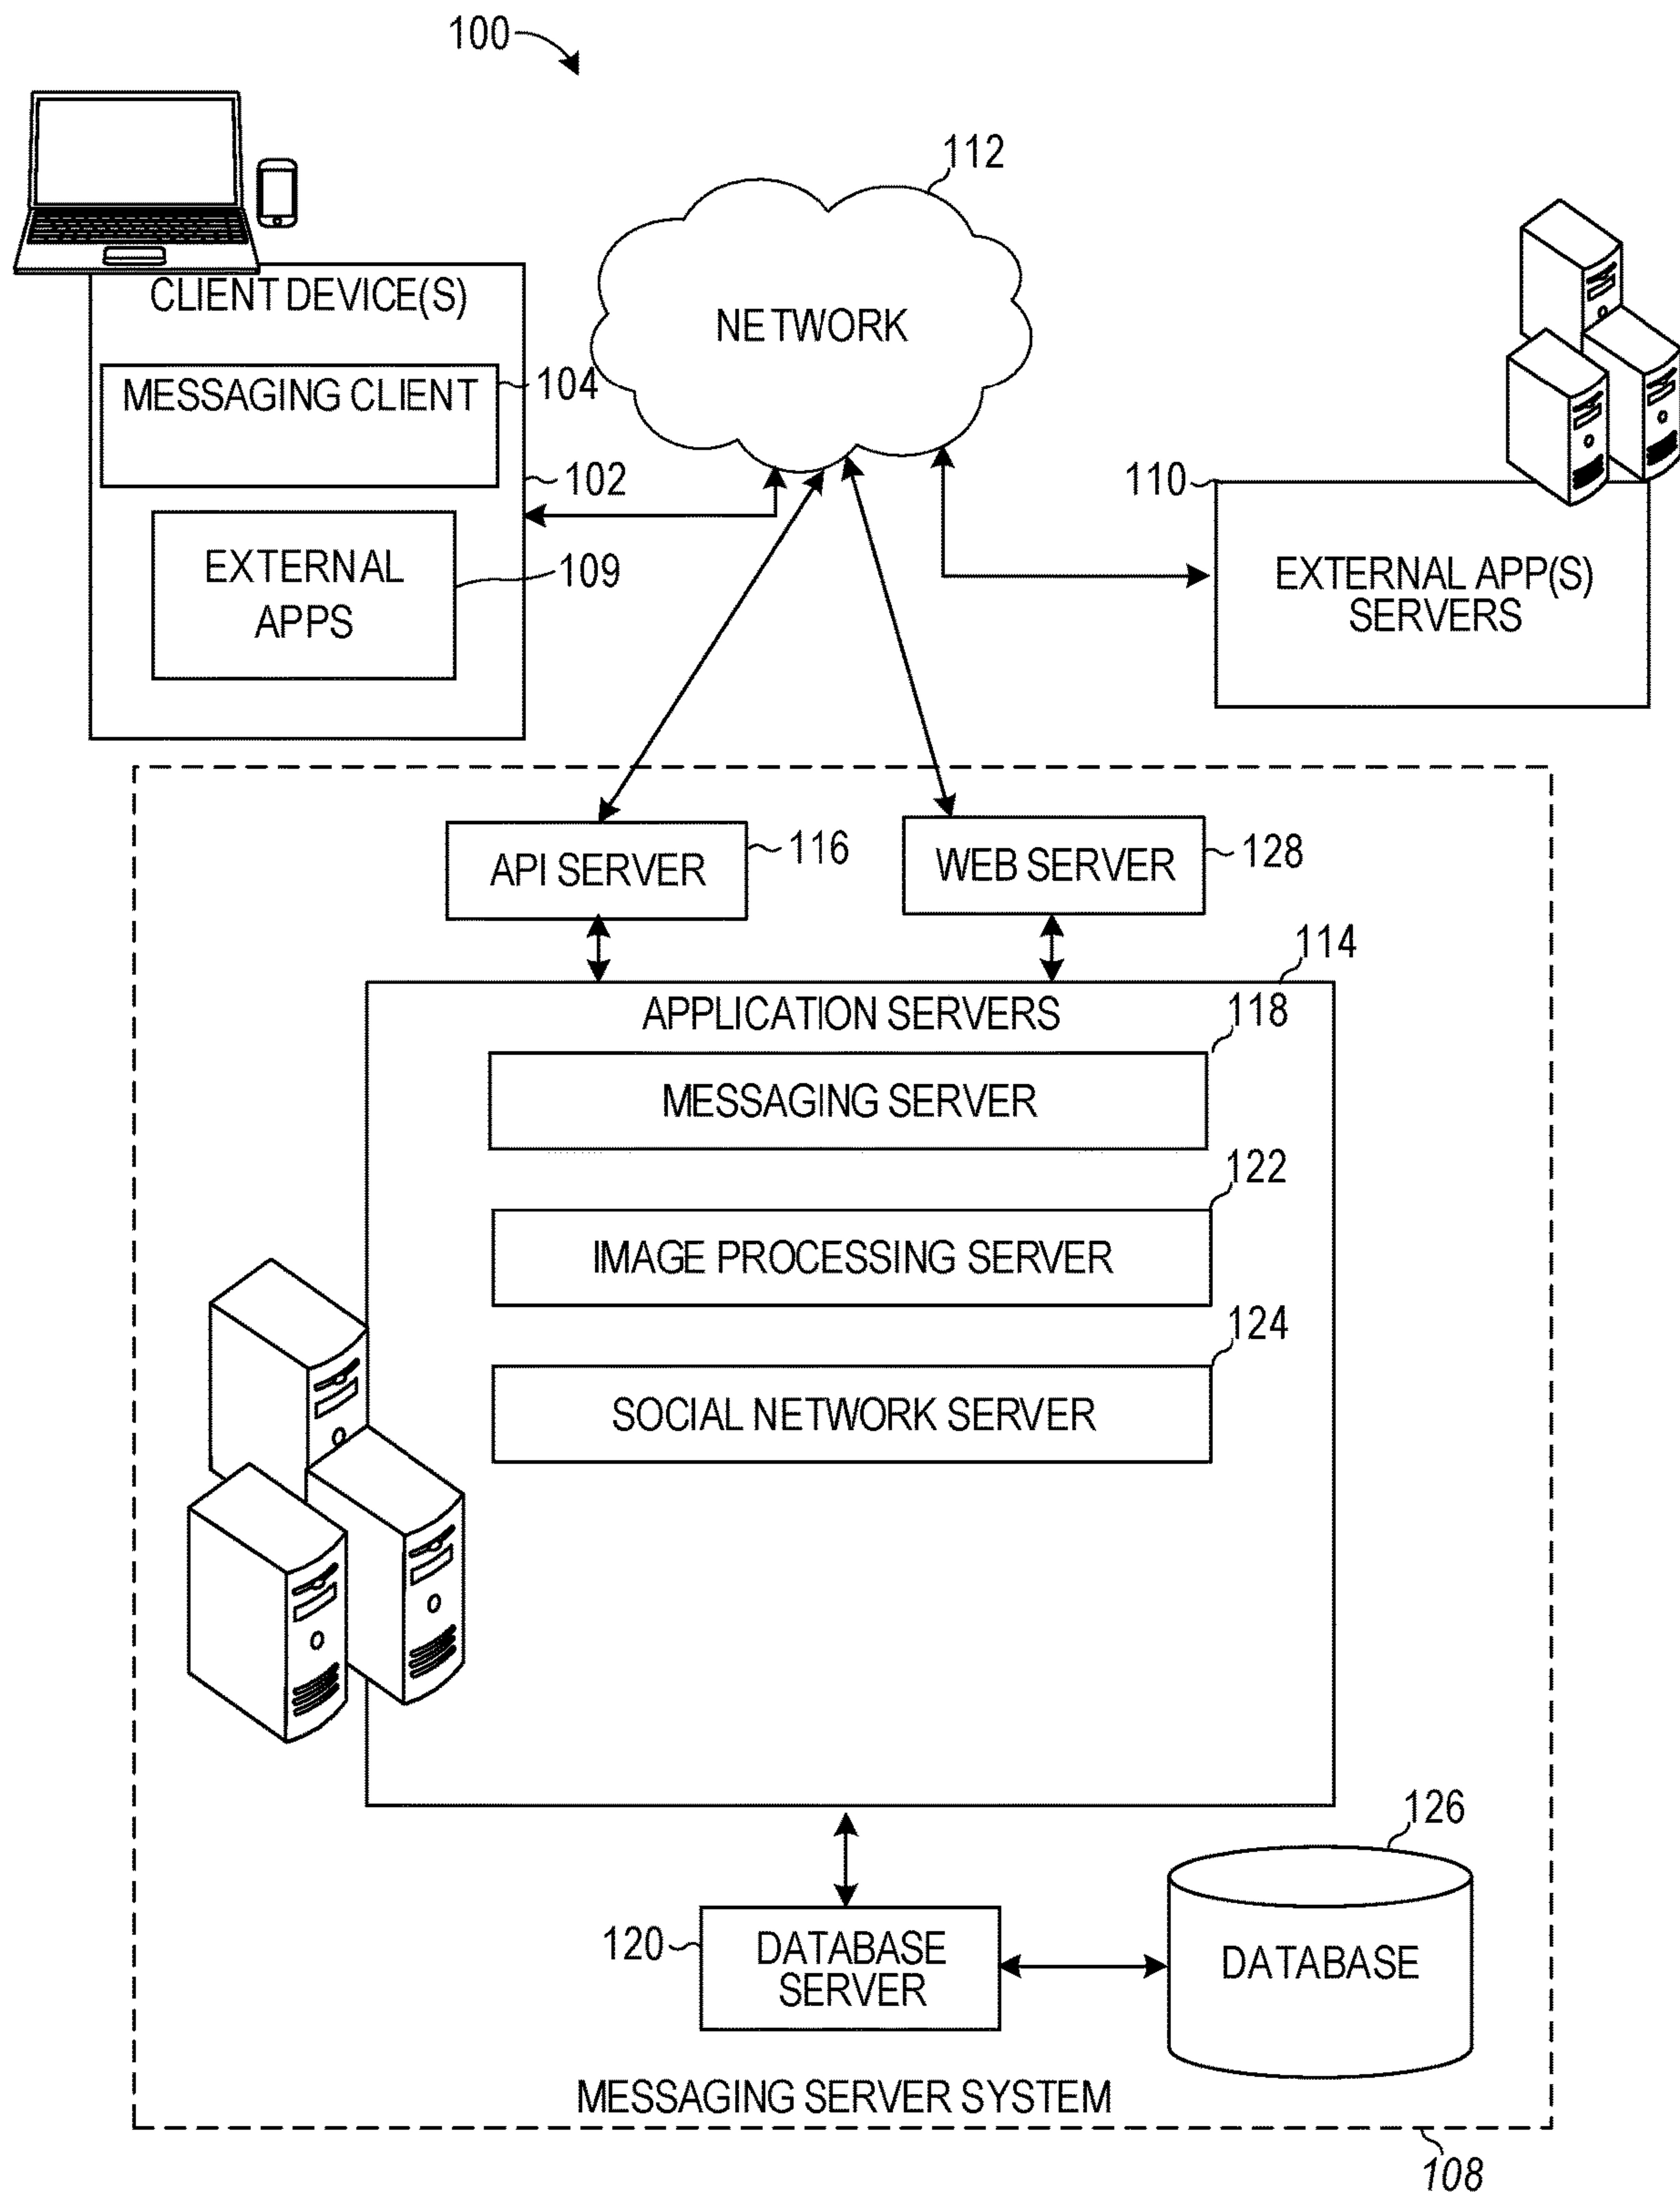 100
112
CLIENT DEVICE(S)
NETWORK
MESSAGING CLIENT
104
102
110
EXTERNAL
APPS
109
EXTERNAL APP(S)
SERVERS
API SERVER
116
WEB SERVER
128
114
APPLICATION SERVERS
118
MESSAGING SERVER
122
IMAGE PROCESSING SERVER
124
SOCIAL NETWORK SERVER
126
120
DATABASE
SERVER
DATABASE
MESSAGING SERVER SYSTEM
108